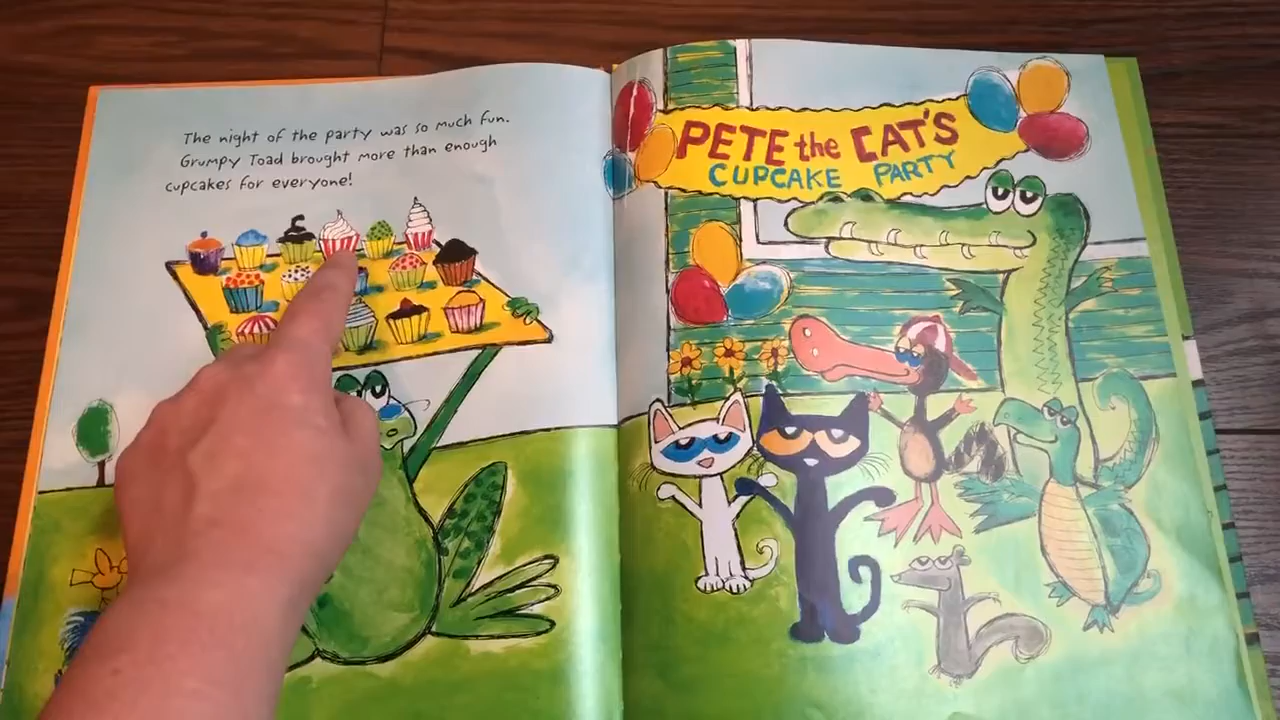 The night of the party was so much fun.
Grumpy Toad brought more than enough
cupcakes for everyone!
PETE the CAT'S
CUPCAKE PARTY